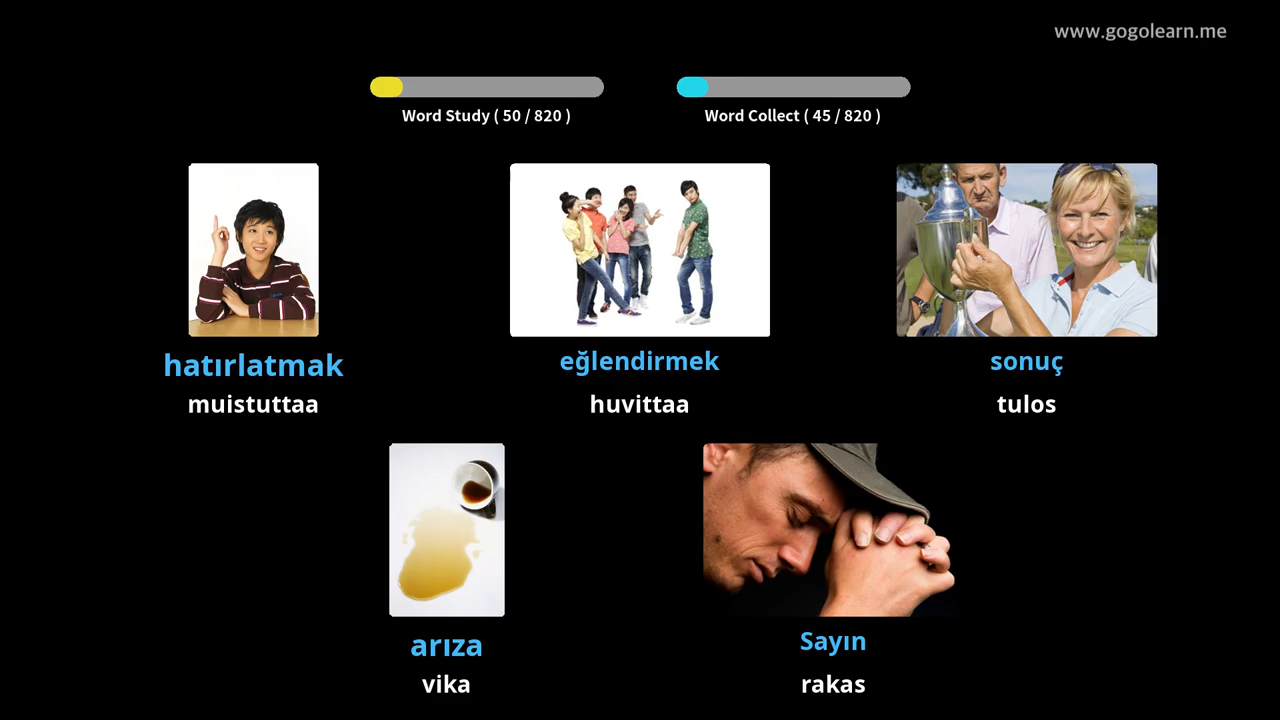 www.gogolearn.me
Word Study ( 50 / 820 )
Word Collect ( 45 / 820 )
hatırlatmak
muistuttaa
eğlendirmek
huvittaa
sonuç
tulos
arıza
vika
Sayın
rakas